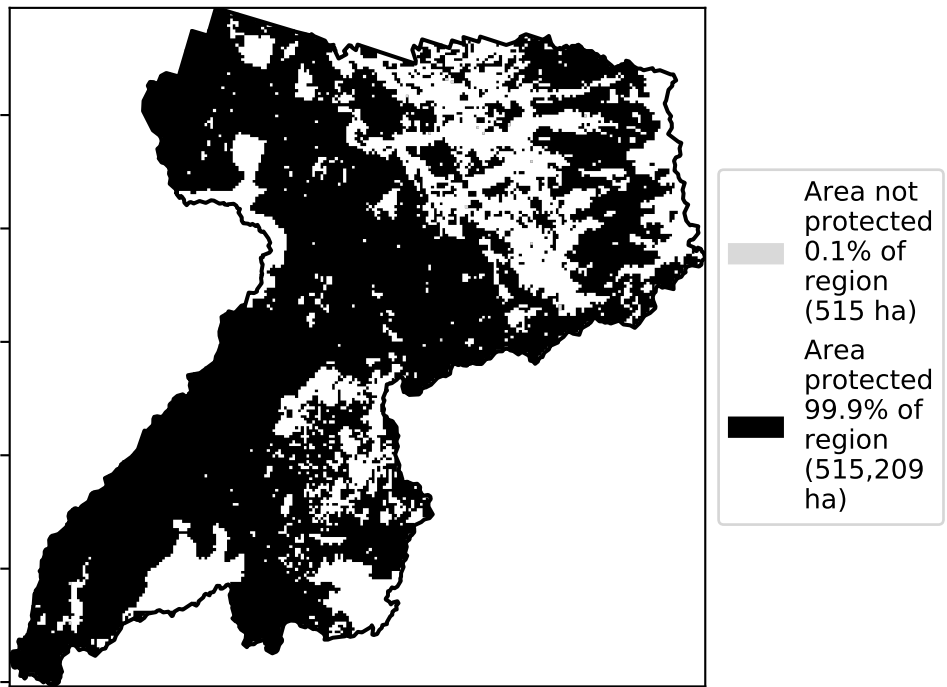 Area not
protected
0.1% of
region
(515 ha)
Area
protected
99.9% of
region
(515,209
ha)